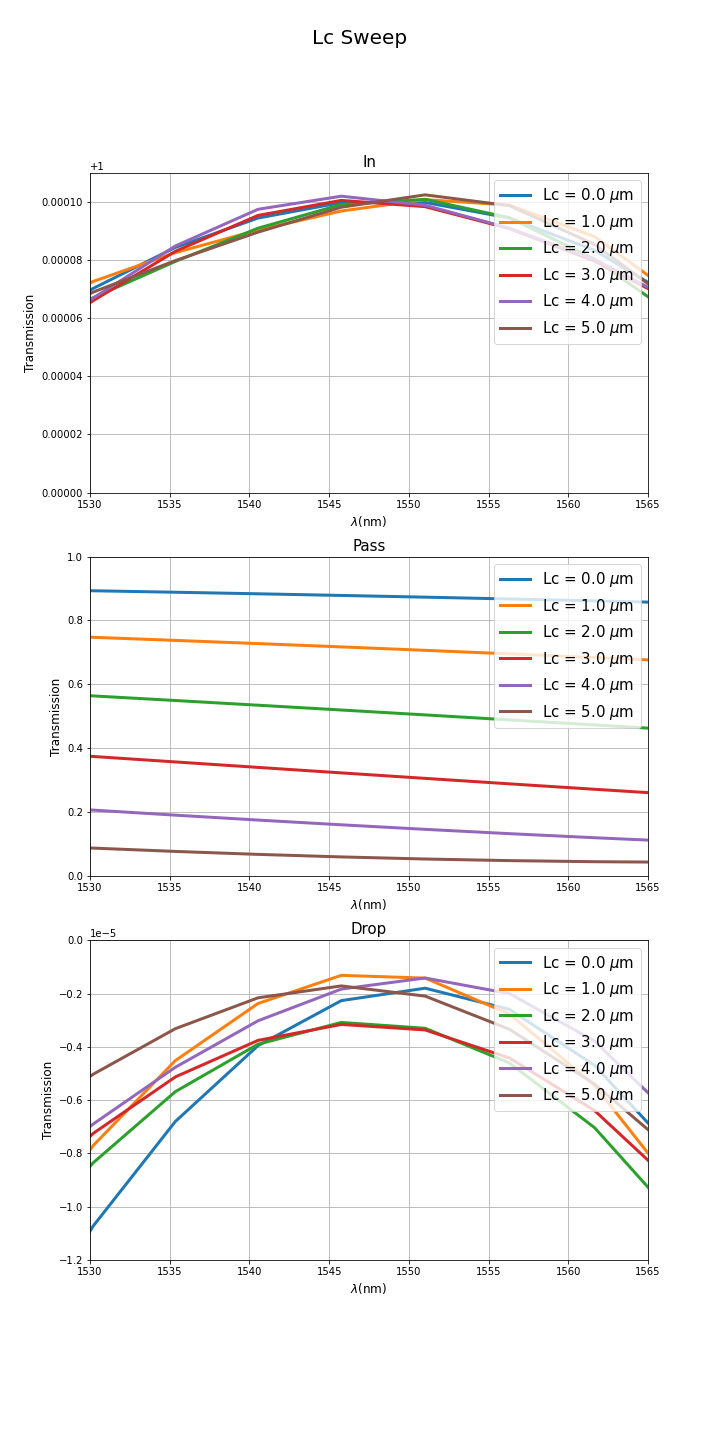 Lc Sweep
In
+1
0.00010
0.00008
0.00006
0.00004
0.00002
0.00000
Transmission
Lc = 0.0 μm
Lc = 1.0 μm
Lc = 2.0 μm
Lc = 3.0 μm
Lc = 4.0 μm
Lc = 5.0 μm
1530 1535 1540 1545 1550 1555 1560 1565
λ(nm)
Pass
1.0
0.8
0.6
0.4
0.2
0.0
Transmission
Lc = 0.0 μm
Lc = 1.0 μm
Lc = 2.0 μm
Lc = 3.0 μm
Lc = 4.0 μm
Lc = 5.0 μm
1530 1535 1540 1545 1550 1555 1560 1565
λ(nm)
Drop
1e−5
0.0
−0.2
−0.4
−0.6
−0.8
−1.0
−1.2
Transmission
Lc = 0.0 μm
Lc = 1.0 μm
Lc = 2.0 μm
Lc = 3.0 μm
Lc = 4.0 μm
Lc = 5.0 μm
1530 1535 1540 1545 1550 1555 1560 1565
λ(nm)